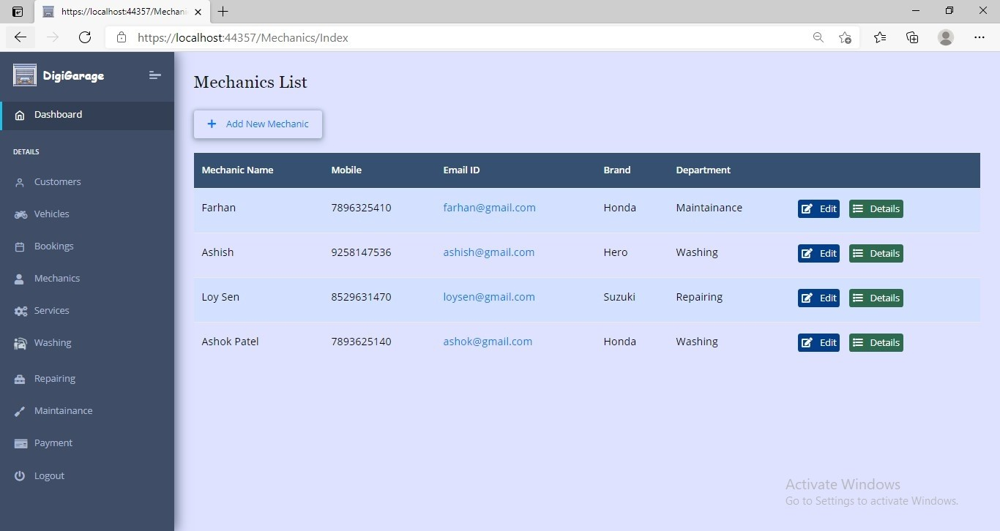 https://localhost:44357/Mechani
https://localhost:44357/Mechanics/Index
DigiGarage
Dashboard
DETAILS
Customers
Vehicles
Bookings
Mechanics
Services
Washing
Repairing
Maintainance
Payment
Logout
Mechanics List
+ Add New Mechanic
Mechanic Name Mobile Email ID Brand Department
Farhan 7896325410 farhan@gmail.com Honda Maintainance Edit Details
Ashish 9258147536 ashish@gmail.com Hero Washing Edit Details
Loy Sen 8529631470 loysen@gmail.com Suzuki Repairing Edit Details
Ashok Patel 7893625140 ashok@gmail.com Honda Washing Edit Details
Activate Windows
Go to Settings to activate Windows.